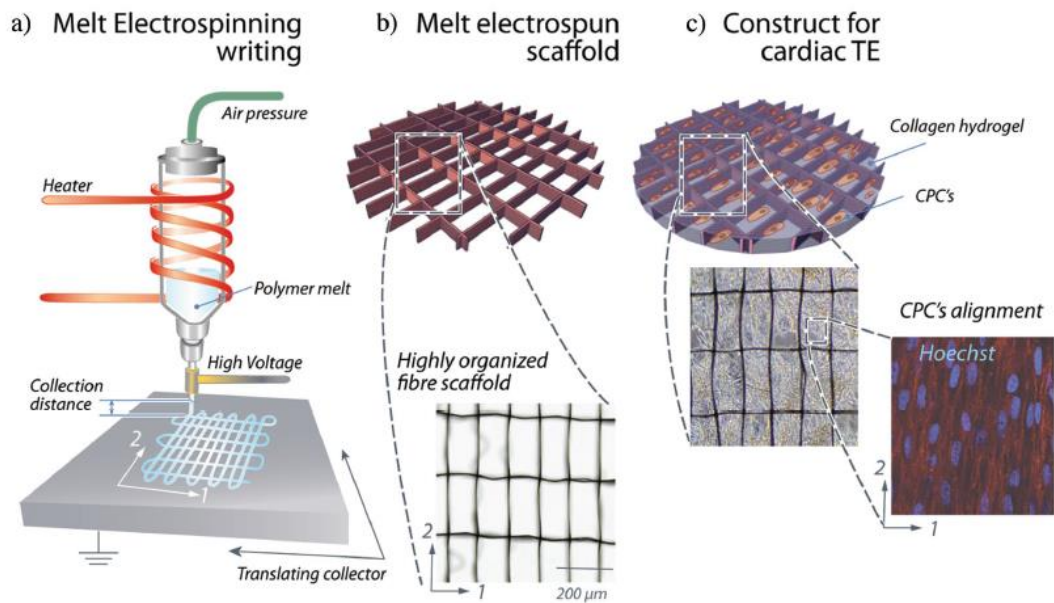 a) Melt Electrospinning
writing
Air pressure
Heater
Polymer melt
High Voltage
Collection
distance
2
1
Translating collector
b) Melt electrospun
scaffold
Highly organized
fibre scaffold
2
1
200 µm
c) Construct for
cardiac TE
Collagen hydrogel
CPC's
CPC's alignment
Hoechst
2
1